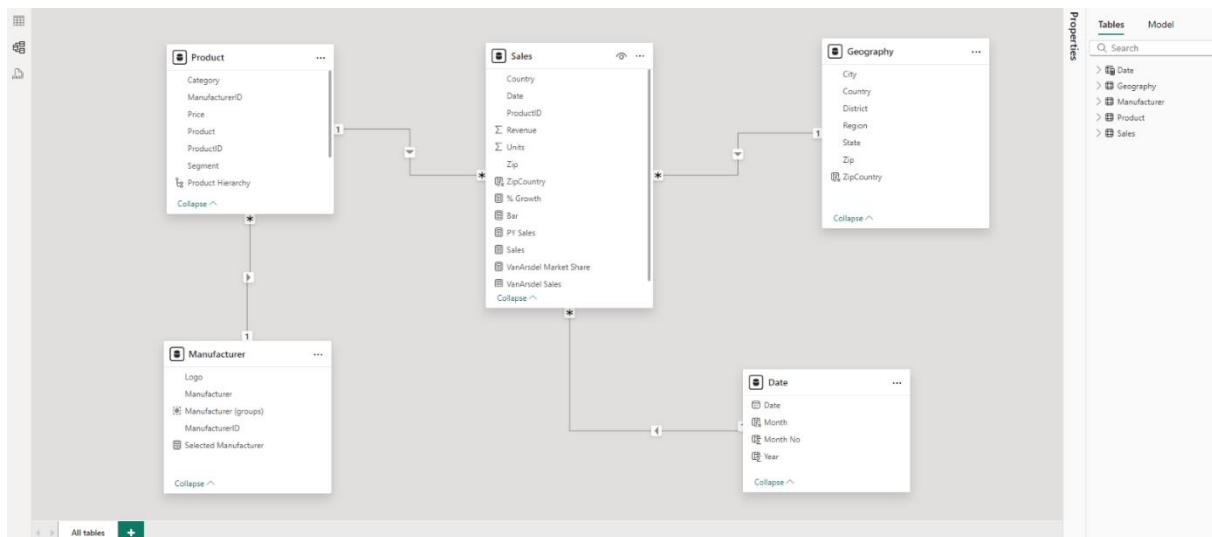 Product
Category
ManufacturerID
Price
Product
ProductID
Segment
Product Hierarchy
Collapse
1
*
Sales
Country
Date
ProductID
Revenue
Units
Zip
ZipCountry
% Growth
Bar
PY Sales
Sales
VanArsdel Market Share
VanArsdel Sales
Collapse
*
*
*
Geography
City
Country
District
Region
State
Zip
ZipCountry
Collapse
1
Manufacturer
Logo
Manufacturer
Manufacturer (groups)
ManufacturerID
Selected Manufacturer
Collapse
1
Date
Date
Month
Month No
Year
Collapse
Properties
Tables Model
Search
Date
Geography
Manufacturer
Product
Sales
All tables +